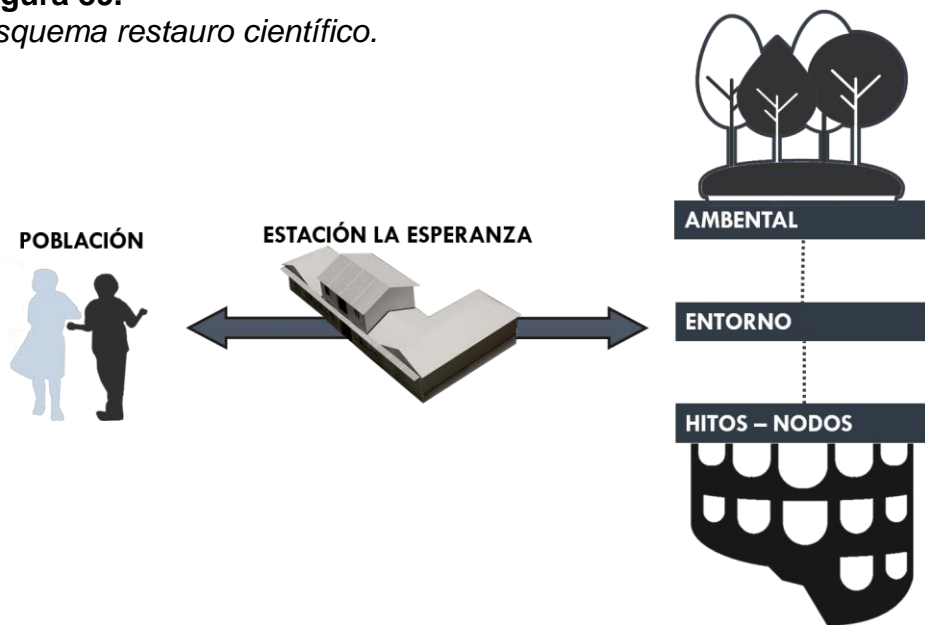 squema restauro científico.
POBLACIÓN
ESTACIÓN LA ESPERANZA
AMBENTAL
ENTORNO
HITOS – NODOS